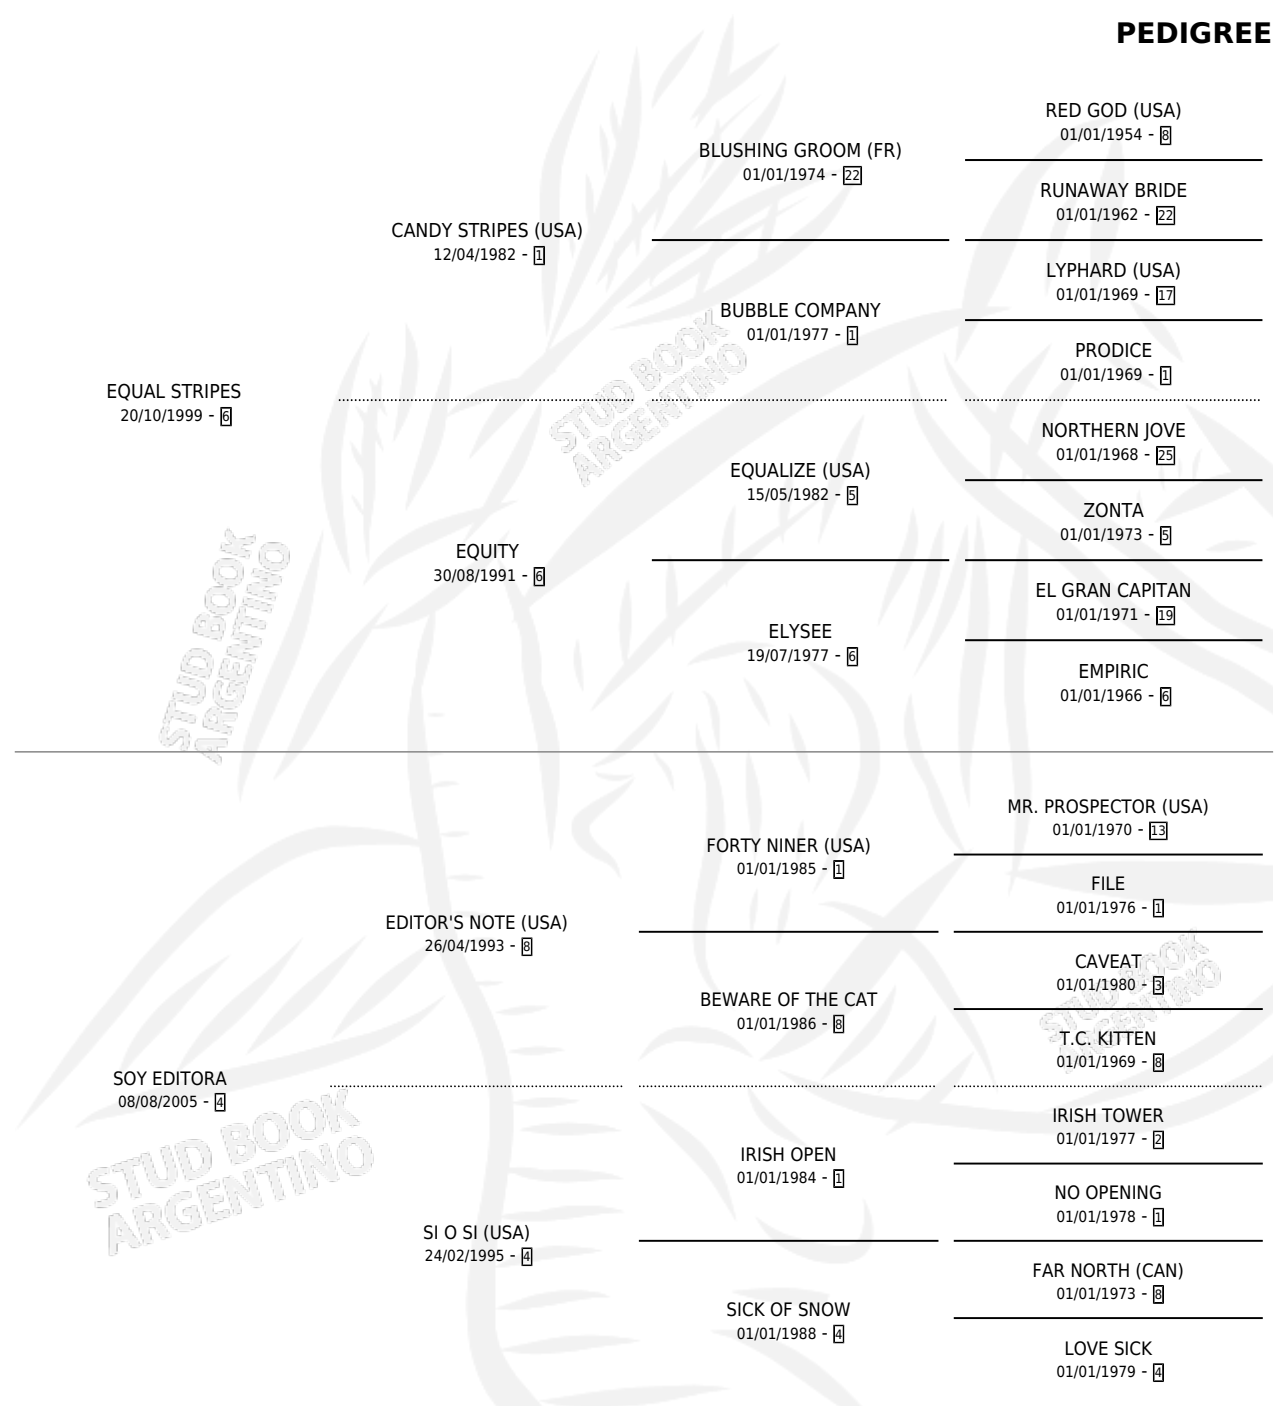 PEDIGREE
RED GOD (USA)
01/01/1954 - 8
BLUSHING GROOM (FR)
01/01/1974 - 22
RUNAWAY BRIDE
01/01/1962 - 22
CANDY STRIPES (USA)
12/04/1982 - 1
LYPHARD (USA)
01/01/1969 - 17
BUBBLE COMPANY
01/01/1977 - 1
PRODICE
01/01/1969 - 1
EQUAL STRIPES
20/10/1999 - 6
NORTHERN JOVE
01/01/1968 - 25
EQUALIZE (USA)
15/05/1982 - 5
ZONTA
01/01/1973 - 5
EQUITY
30/08/1991 - 6
EL GRAN CAPITAN
01/01/1971 - 19
ELYSEE
19/07/1977 - 6
EMPIRIC
01/01/1966 - 6
STUD BOOK
ARGENTINO
STUD BOOK
ARGENTINO
MR. PROSPECTOR (USA)
01/01/1970 - 13
FORTY NINER (USA)
01/01/1985 - 1
FILE
01/01/1976 - 1
EDITOR'S NOTE (USA)
26/04/1993 - 8
CAVEAT
01/01/1980 - 3
BEWARE OF THE CAT
01/01/1986 - 8
T.C. KITTEN
01/01/1969 - 8
SOY EDITORA
08/08/2005 - 4
IRISH TOWER
01/01/1977 - 2
IRISH OPEN
01/01/1984 - 1
NO OPENING
01/01/1978 - 1
SI O SI (USA)
24/02/1995 - 4
FAR NORTH (CAN)
01/01/1973 - 8
SICK OF SNOW
01/01/1988 - 4
LOVE SICK
01/01/1979 - 4
STUD BOOK
ARGENTINO
STUD BOOK
ARGENTINO